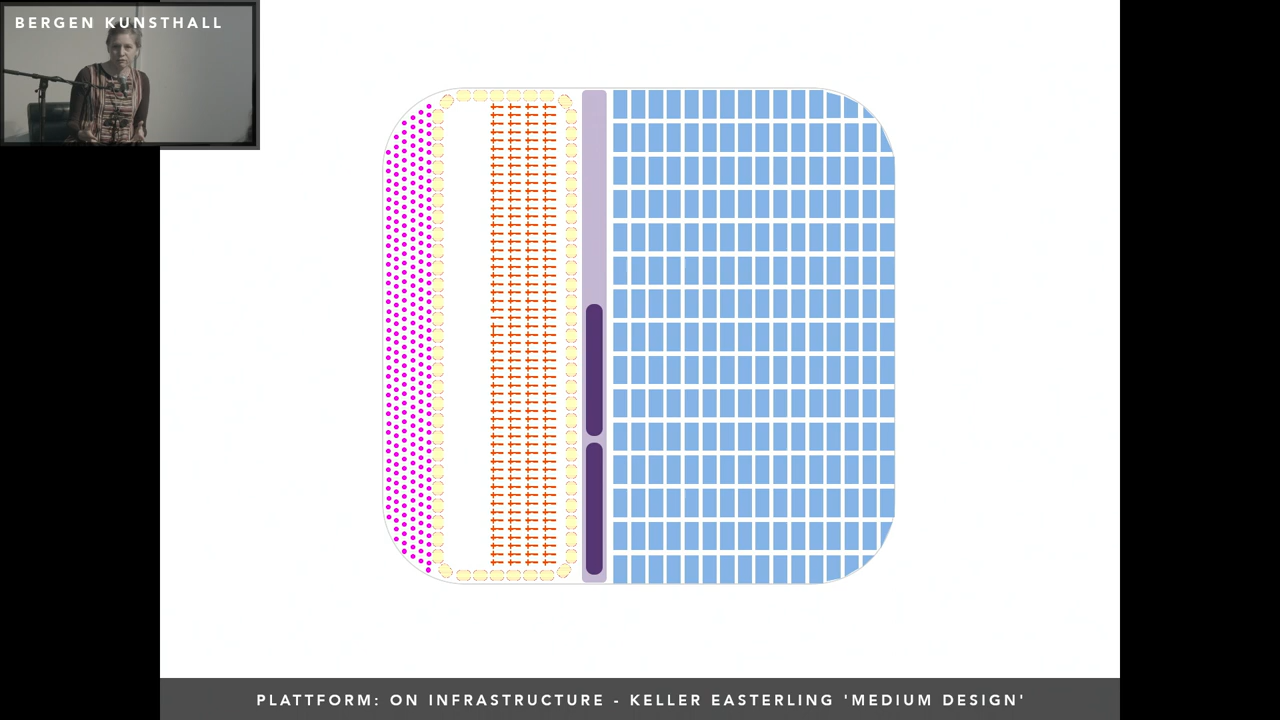 BERGEN KUNSTHALL
PLATTFORM: ON INFRASTRUCTURE - KELLER EASTERLING 'MEDIUM DESIGN'